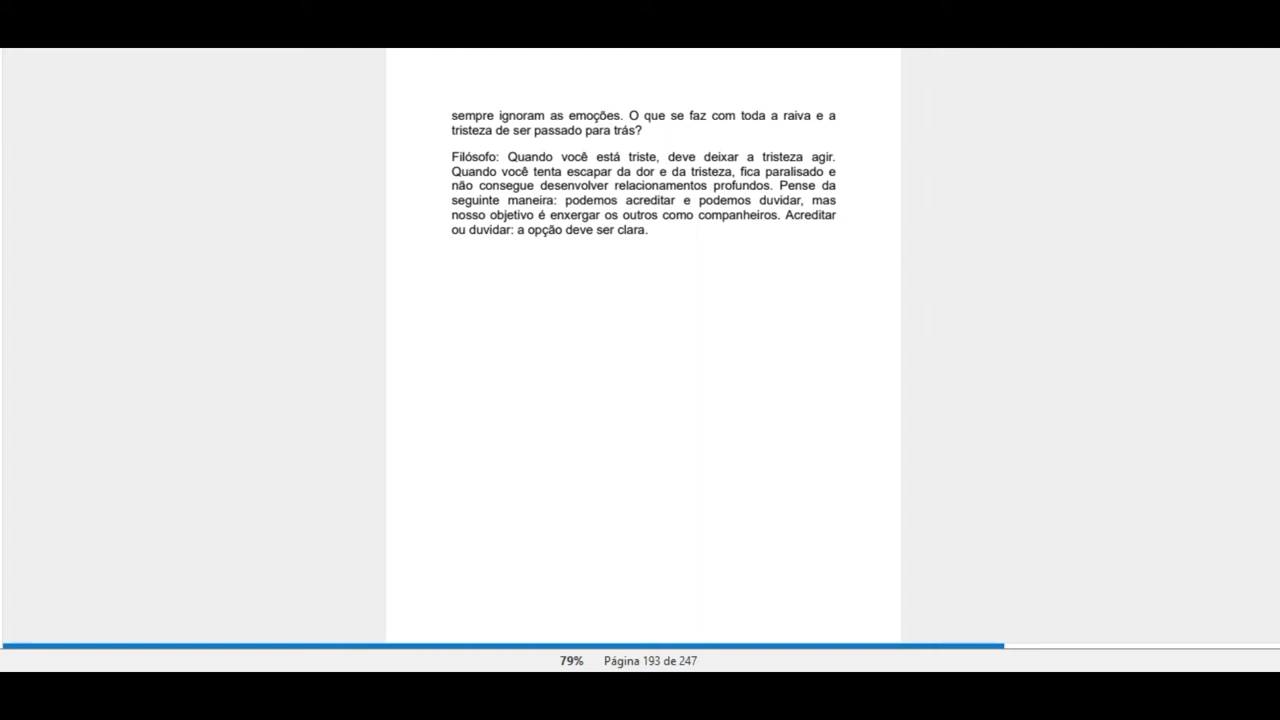 sempre ignoram as emoções. O que se faz com toda a raiva e a
tristeza de ser passado para trás?
Filósofo: Quando você está triste, deve deixar a tristeza agir.
Quando você tenta escapar da dor e da tristeza, fica paralisado e
não consegue desenvolver relacionamentos profundos. Pense da
seguinte maneira: podemos acreditar e podemos duvidar, mas
nosso objetivo é enxergar os outros como companheiros. Acreditar
ou duvidar: a opção deve ser clara.
79% Página 193 de 247